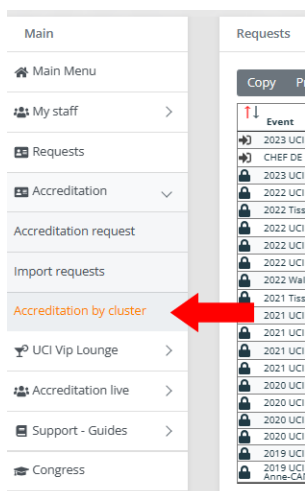 Main
Main Menu
My staff
Requests
Accreditation
Accreditation request
Import requests
Accreditation by cluster
UCI Vip Lounge
Accreditation live
Support - Guides
Congress
Requests
Copy
Event
2023 UCI
CHEF DE
2023 UCI
2022 UCI
2022 Tiss
2022 UCI
2022 UCI
2022 UCI
2022 Wal
2021 Tiss
2021 UCI
2021 UCI
2021 UCI
2021 UCI
2020 UCI
2020 UCI
2020 UCI
2020 UCI
2019 UCI
2019 UCI
Anne-CAN